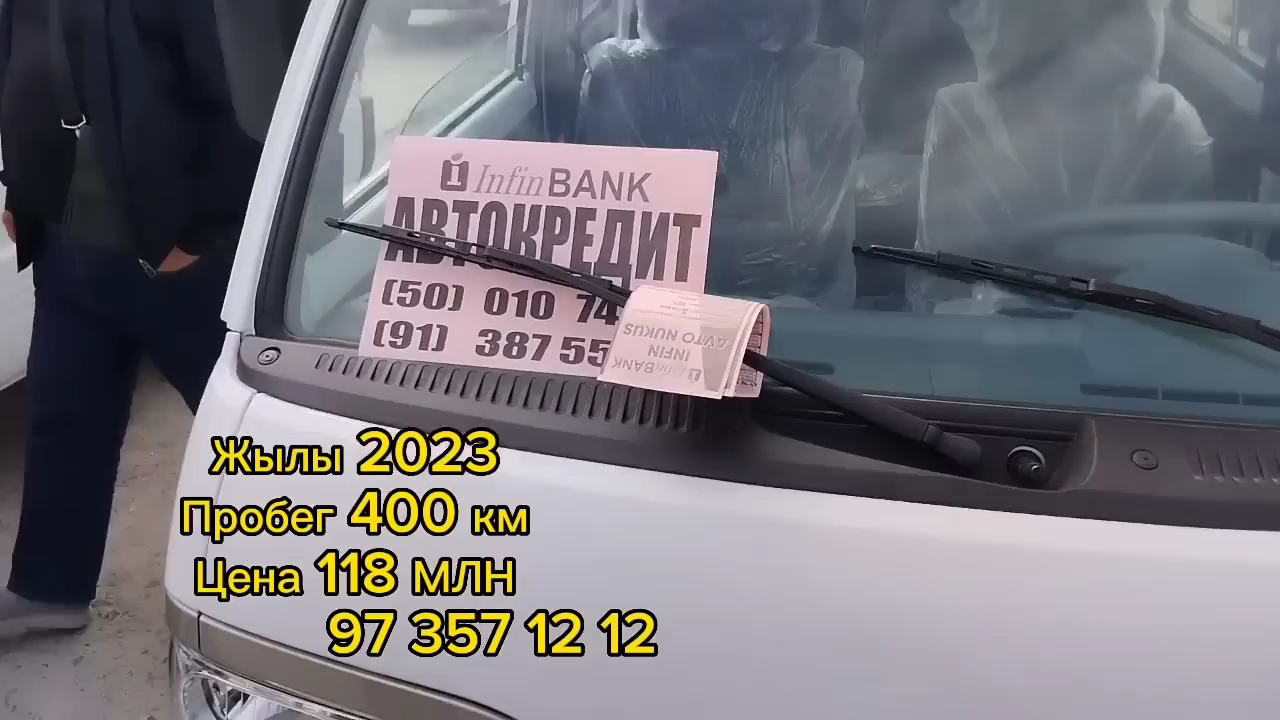 InfinBANK
АВТОКРЕДИТ
(50) 010 74
(91) 387 55
InfinBANK
INFIN
AVTO NUKUS
Жылы 2023
Пробег 400 км
Цена 118 МЛН
97 357 12 12